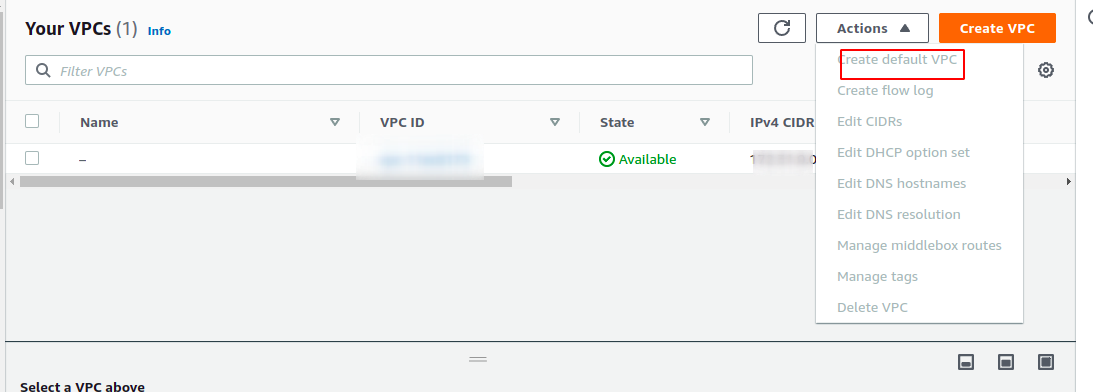 Your VPCs (1) Info
Actions
Create VPC
Filter VPCs
Create default VPC
Create flow log
Edit CIDRs
Edit DHCP option set
Edit DNS hostnames
Edit DNS resolution
Manage middlebox routes
Manage tags
Delete VPC
Name VPC ID State IPv4 CIDR
– Available
Select a VPC above